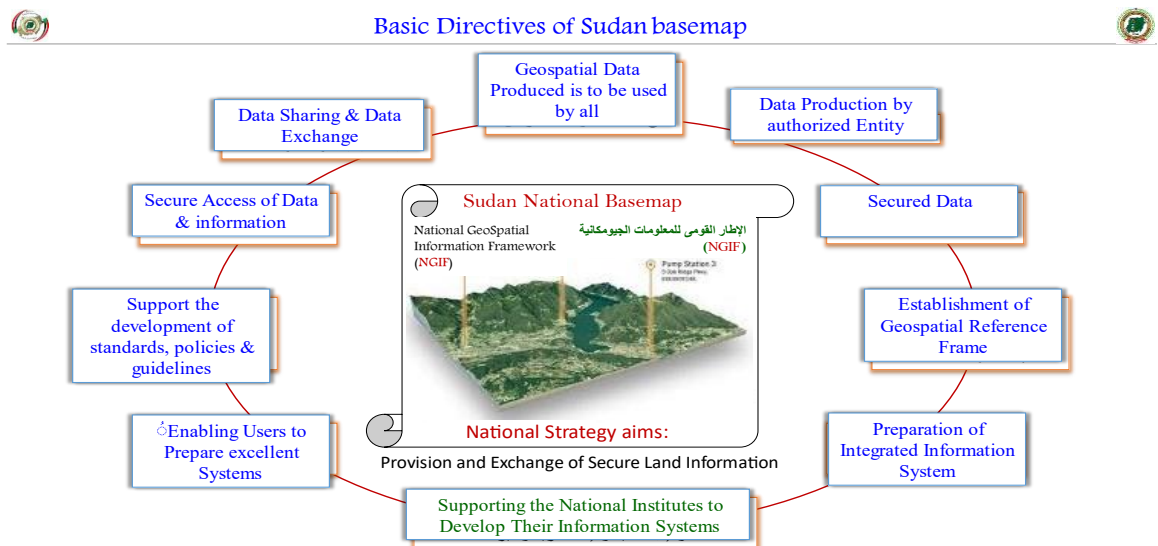 Basic Directives of Sudan basemap
Geospatial Data
Produced is to be used
by all
Data Production by
authorized Entity
Secured Data
Establishment of
Geospatial Reference
Frame
Preparation of
Integrated Information
System
Supporting the National Institutes to
Develop Their Information Systems
Enabling Users to
Prepare excellent
Systems
Support the
development of
standards, policies &
guidelines
Secure Access of Data
& information
Data Sharing & Data
Exchange
Sudan National Basemap
National GeoSpatial
Information Framework
(NGIF)
الإطار القومى للمعلومات الجيومكانية
(NGIF)
Pump Station 3
National Strategy aims:
Provision and Exchange of Secure Land Information